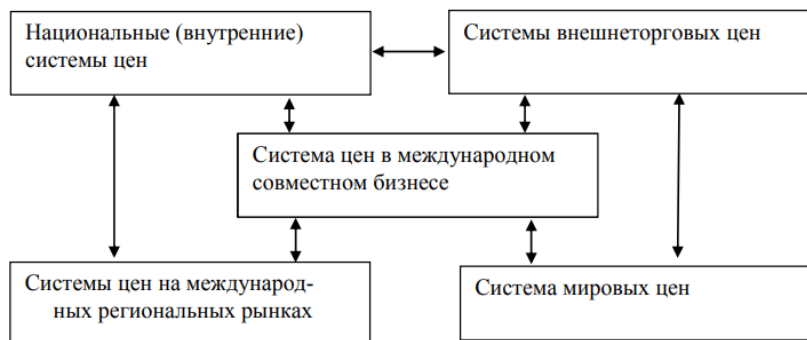 Национальные (внутренние)
системы цен
Системы внешнеторговых цен
Система цен в международном
совместном бизнесе
Системы цен на международ-
ных региональных рынках
Система мировых цен